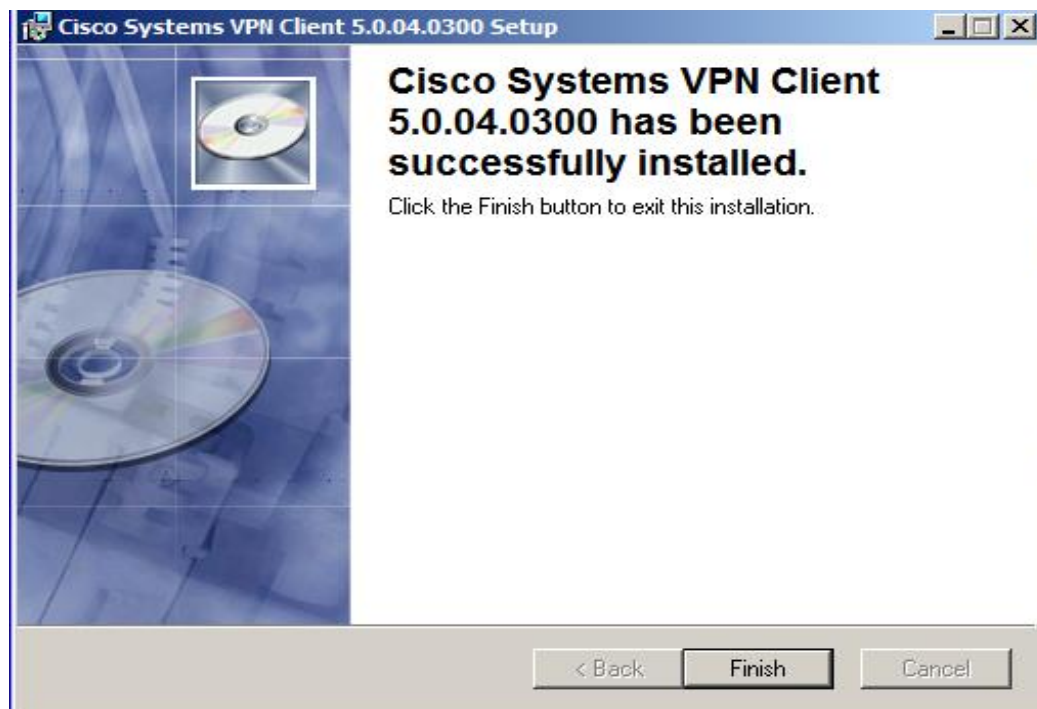 Cisco Systems VPN Client 5.0.04.0300 Setup
Cisco Systems VPN Client
5.0.04.0300 has been
successfully installed.
Click the Finish button to exit this installation.
< Back
Finish
Cancel